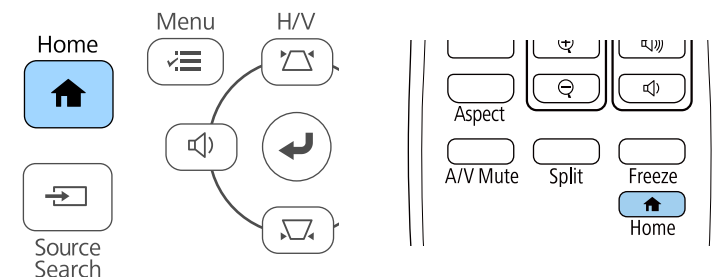 Menu H/V
Home
Source
Search
Aspect
A/V Mute Split Freeze
Home